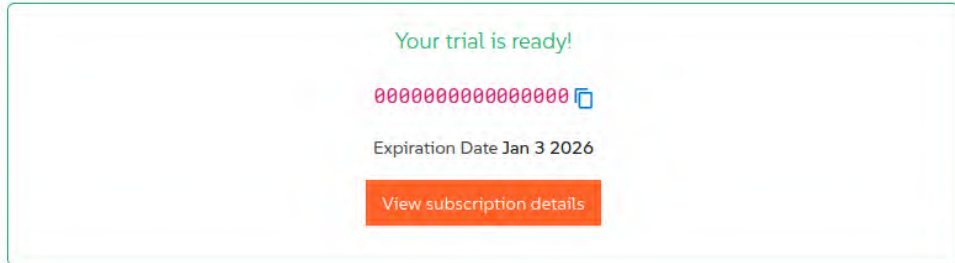 Your trial is ready!
0000000000000000
Expiration Date Jan 3 2026
View subscription details